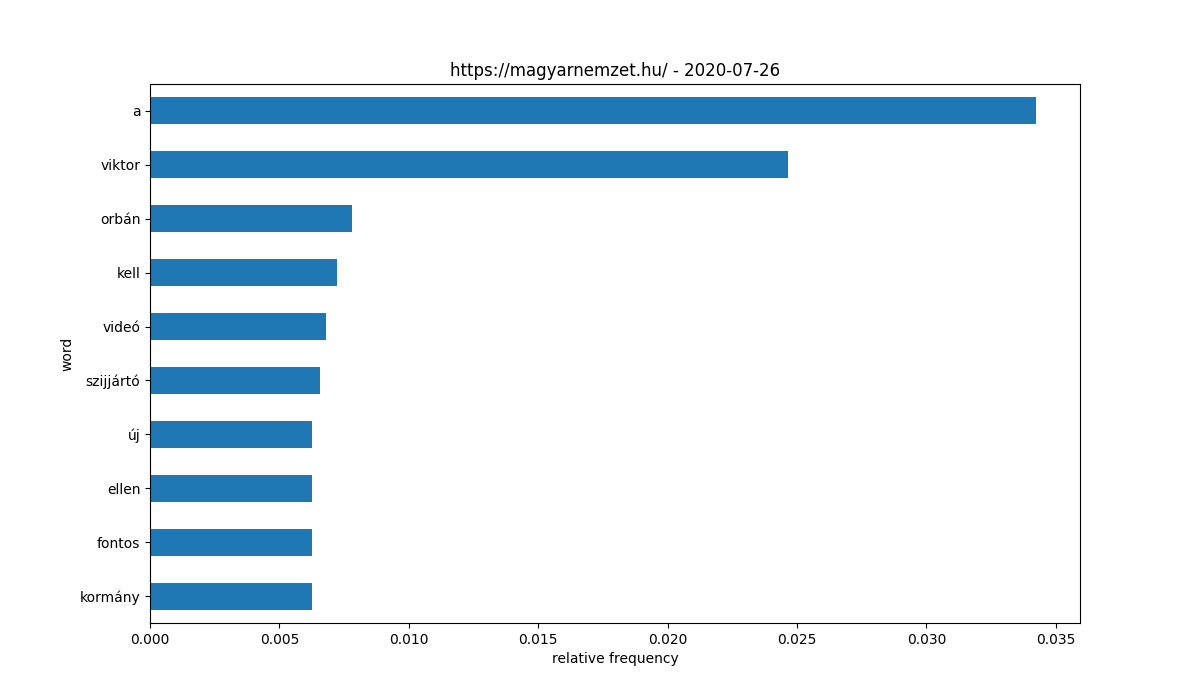 https://magyarnemzet.hu/ - 2020-07-26
a
viktor
orbán
kell
videó
szijjártó
új
ellen
fontos
kormány
word
0.000 0.005 0.010 0.015 0.020 0.025 0.030 0.035
relative frequency